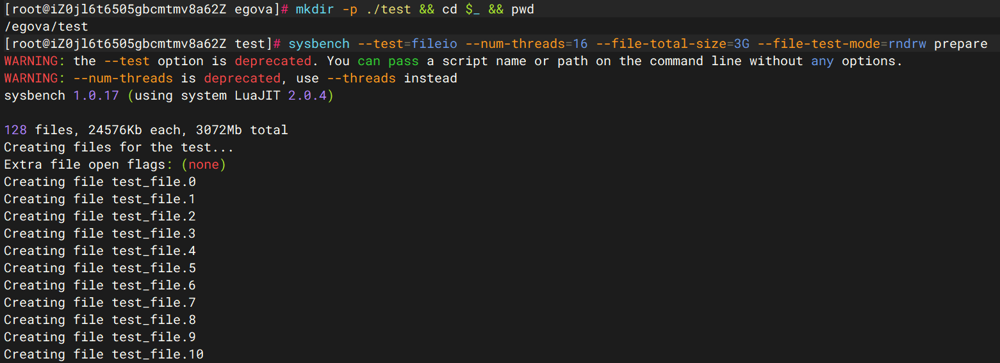 [root@iZ0jl6t6505gbcmtmv8a62Z egova]# mkdir -p ./test && cd $_ && pwd
/egova/test
[root@iZ0jl6t6505gbcmtmv8a62Z test]# sysbench --test=fileio --num-threads=16 --file-total-size=3G --file-test-mode=rndrw prepare
WARNING: the --test option is deprecated. You can pass a script name or path on the command line without any options.
WARNING: --num-threads is deprecated, use --threads instead
sysbench 1.0.17 (using system LuaJIT 2.0.4)

128 files, 24576Kb each, 3072Mb total
Creating files for the test...
Extra file open flags: (none)
Creating file test_file.0
Creating file test_file.1
Creating file test_file.2
Creating file test_file.3
Creating file test_file.4
Creating file test_file.5
Creating file test_file.6
Creating file test_file.7
Creating file test_file.8
Creating file test_file.9
Creating file test_file.10